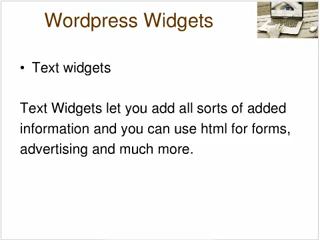 Wordpress Widgets
• Text widgets
Text Widgets let you add all sorts of added
information and you can use html for forms,
advertising and much more.